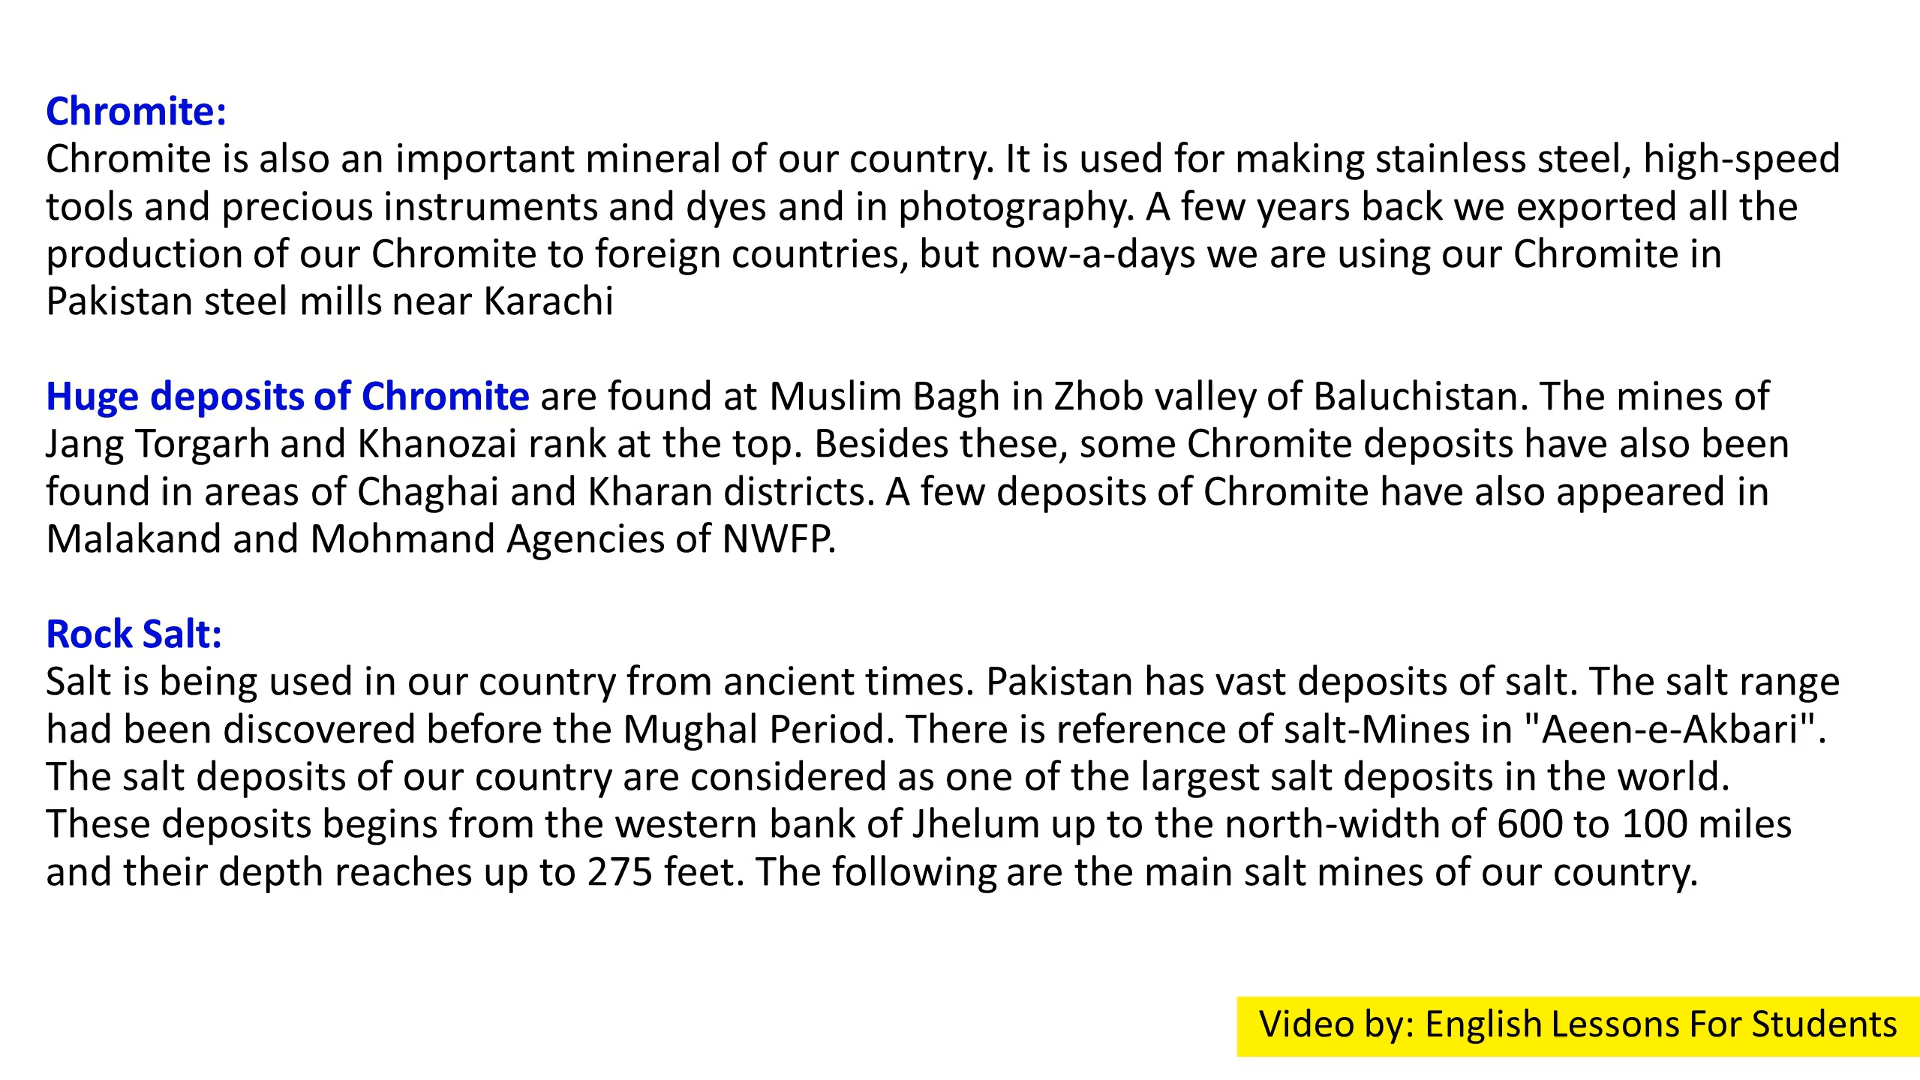 Chromite:
Chromite is also an important mineral of our country. It is used for making stainless steel, high-speed
tools and precious instruments and dyes and in photography. A few years back we exported all the
production of our Chromite to foreign countries, but now-a-days we are using our Chromite in
Pakistan steel mills near Karachi
Huge deposits of Chromite are found at Muslim Bagh in Zhob valley of Baluchistan. The mines of
Jang Torgarh and Khanozai rank at the top. Besides these, some Chromite deposits have also been
found in areas of Chaghai and Kharan districts. A few deposits of Chromite have also appeared in
Malakand and Mohmand Agencies of NWFP.
Rock Salt:
Salt is being used in our country from ancient times. Pakistan has vast deposits of salt. The salt range
had been discovered before the Mughal Period. There is reference of salt-Mines in "Aeen-e-Akbari".
The salt deposits of our country are considered as one of the largest salt deposits in the world.
These deposits begins from the western bank of Jhelum up to the north-width of 600 to 100 miles
and their depth reaches up to 275 feet. The following are the main salt mines of our country.
Video by: English Lessons For Students